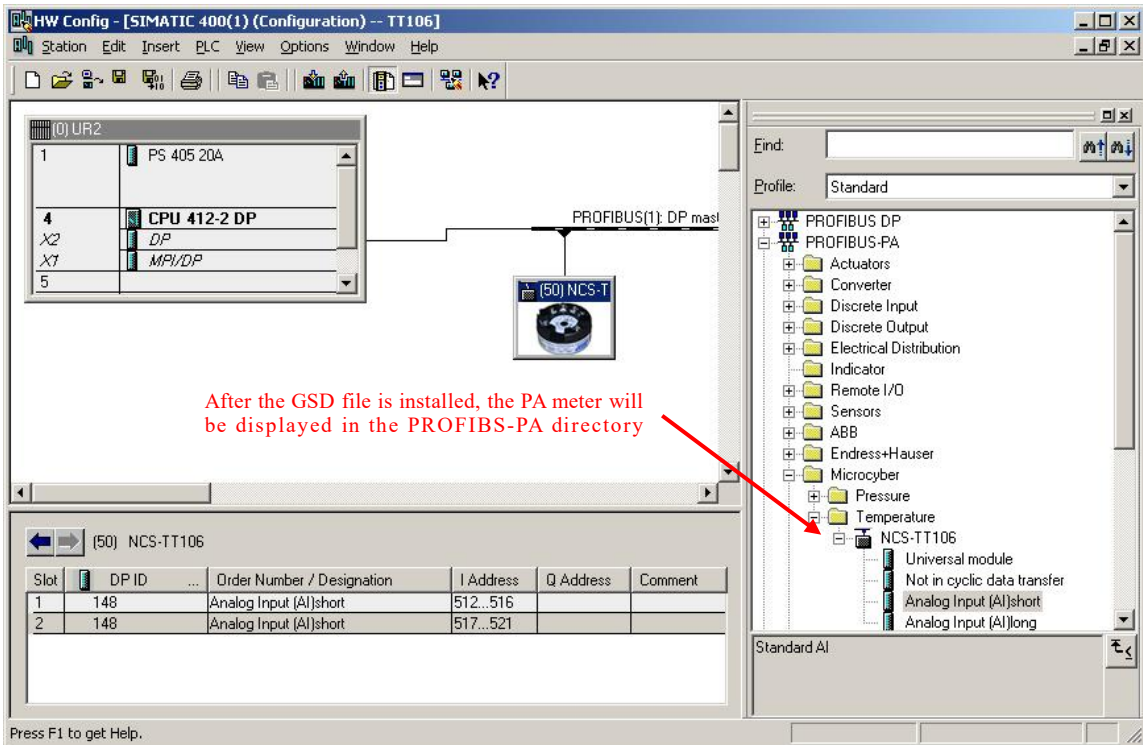 HW Config - [SIMATIC 400(1) (Configuration) -- TT106]
Station Edit Insert PLC View Options Window Help
(0) UR2
1 PS 405 20A
4 CPU 412-2 DP
X2 DP
X1 MPI/DP
5
PROFIBUS(1): DP mast
(50) NCS-T
After the GSD file is installed, the PA meter will
be displayed in the PROFIBS-PA directory
Find:
Profile: Standard
PROFIBUS DP
PROFIBUS-PA
Actuators
Converter
Discrete Input
Discrete Output
Electrical Distribution
Indicator
Remote I/O
Sensors
ABB
Endress+Hauser
Microcyber
Pressure
Temperature
NCS-TT106
Universal module
Not in cyclic data transfer
Analog Input (AI)short
Analog Input (AI)long
Standard AI
(50) NCS-TT106
Slot DP ID ... Order Number / Designation I Address Q Address Comment
1 148 Analog Input (AI)short 512...516
2 148 Analog Input (AI)short 517...521
Press F1 to get Help.